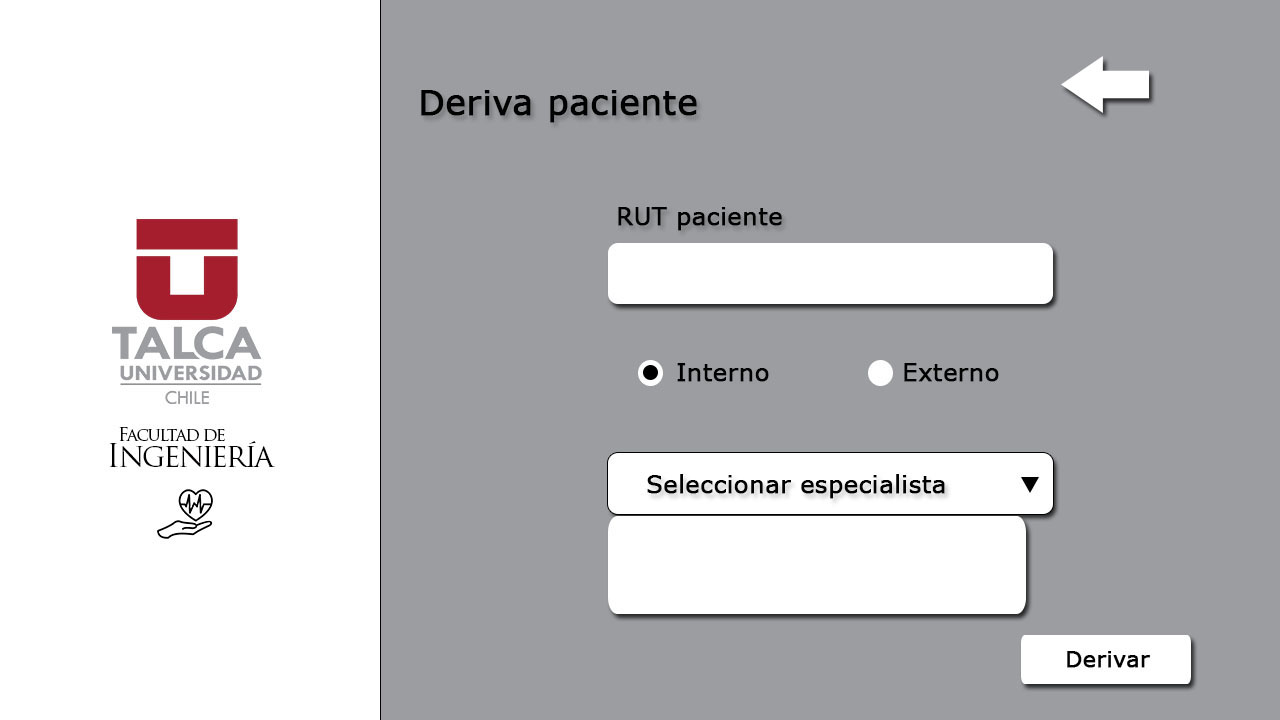 Deriva paciente
RUT paciente
Interno
Externo
Seleccionar especialista
Derivar
TALCA
UNIVERSIDAD
CHILE
FACULTAD DE
INGENIERÍA